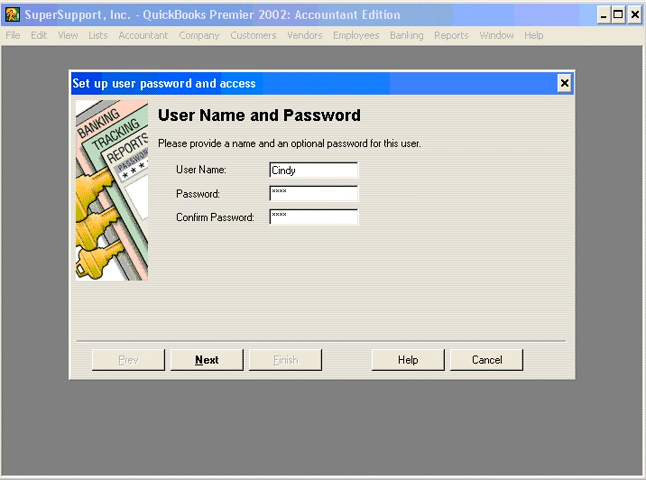 SuperSupport, Inc. - QuickBooks Premier 2002: Accountant Edition
File Edit View Lists Accountant Company Customers Vendors Employees Banking Reports Window Help
Set up user password and access
BANKING
TRACKING
REPORTS
PASSWOR
****
User Name and Password
Please provide a name and an optional password for this user.
User Name: Cindy
Password: ****
Confirm Password: ****
Prev Next Finish Help Cancel